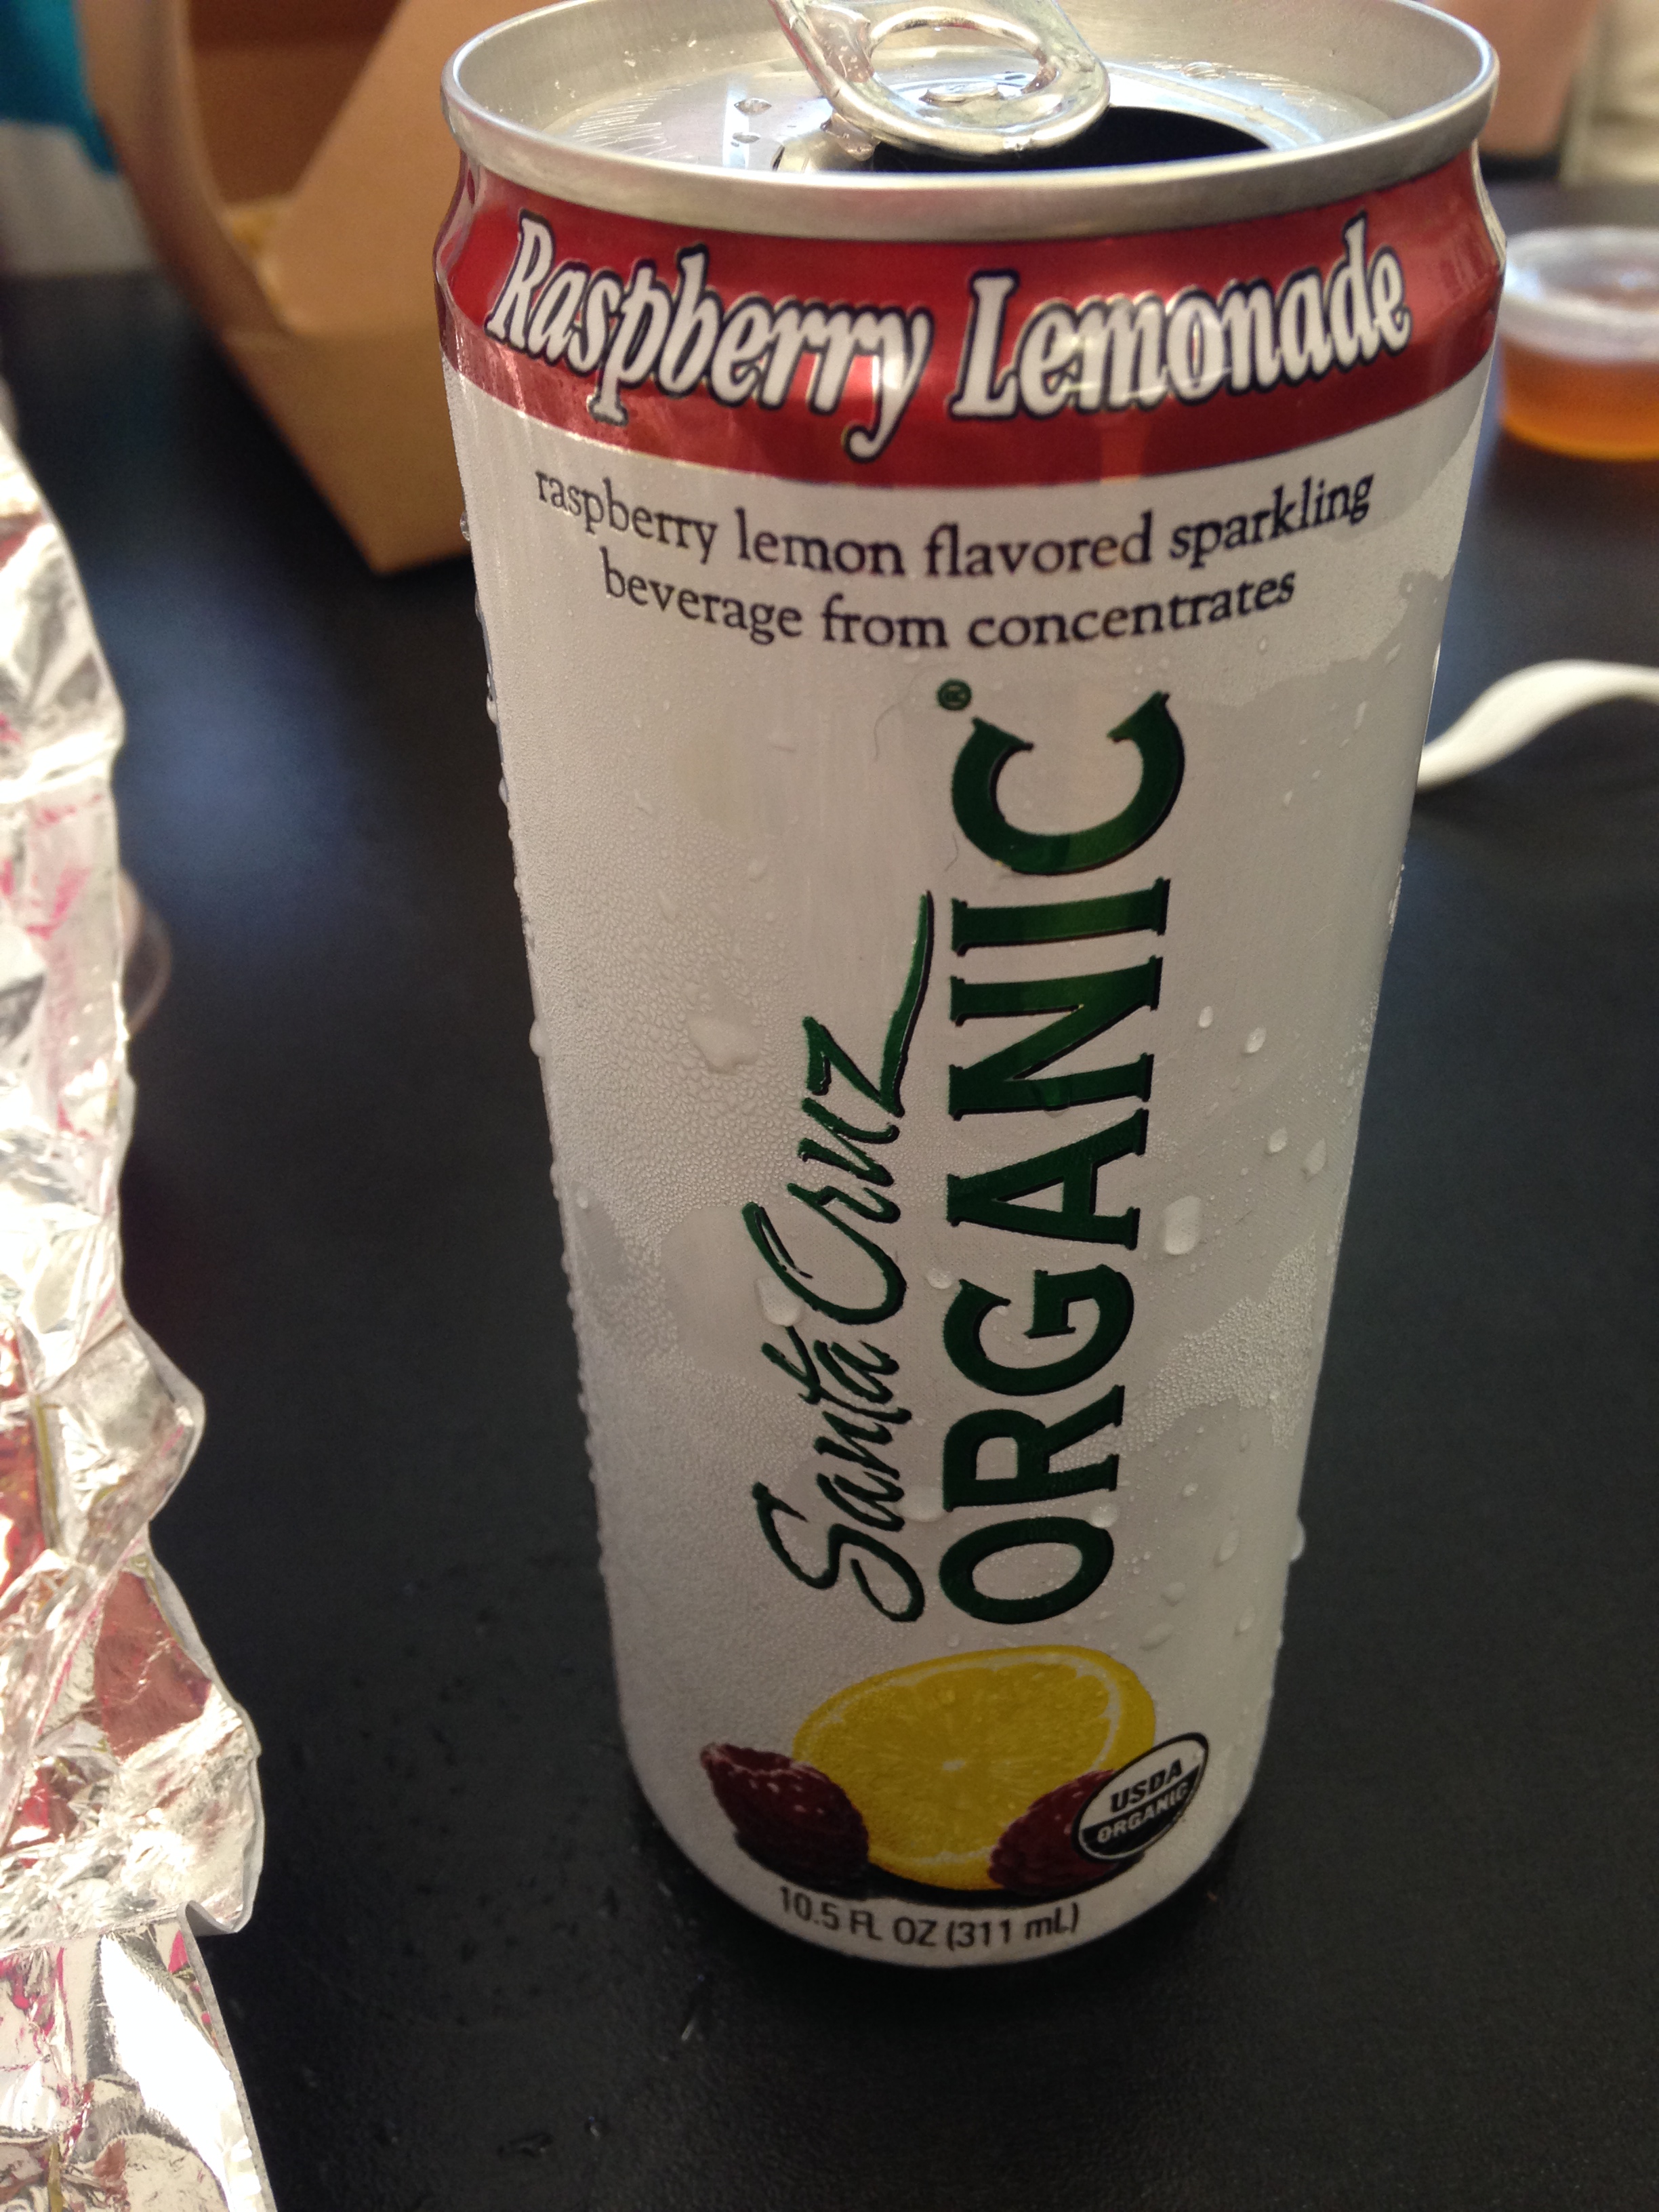 Raspberry Lemonade
raspberry lemon flavored sparkling
beverage from concentrates
Santa Cruz
ORGANIC®
USDA
ORGANIC
10.5 FL OZ (311 mL)